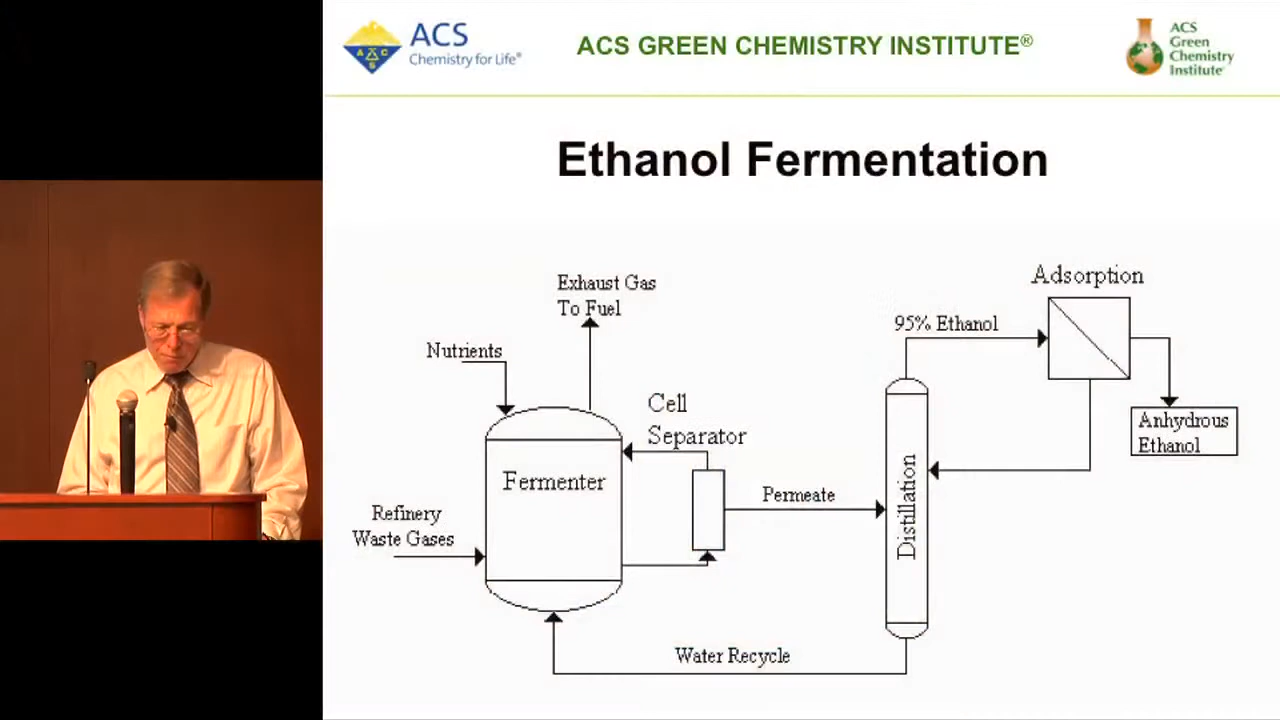 ACS
Chemistry for Life®
A C S
ACS GREEN CHEMISTRY INSTITUTE®
ACS
Green
Chemistry
Institute®
Ethanol Fermentation
Exhaust Gas
To Fuel
Nutrients
Cell
Separator
Fermenter
Refinery
Waste Gases
Permeate
Water Recycle
Distillation
95% Ethanol
Adsorption
Anhydrous
Ethanol